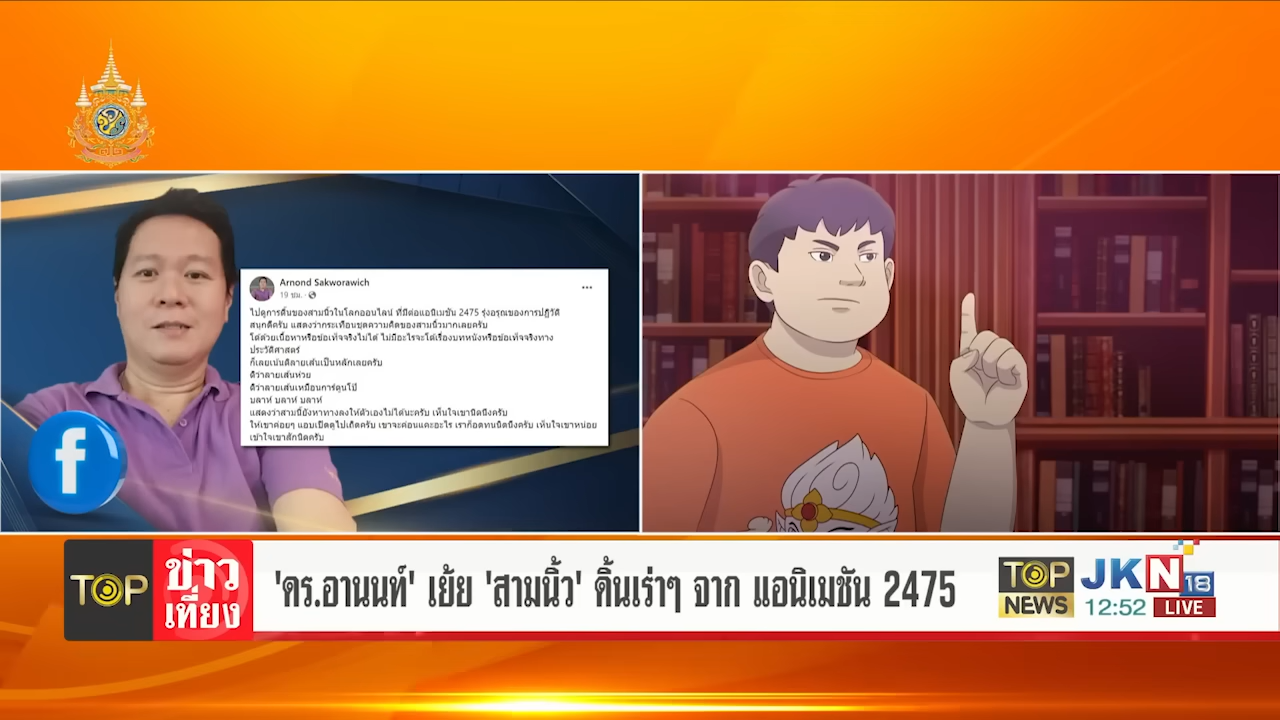 Arnond Sakworawich
19 ชม.
ไปดูการดิ้นของสามนิ้วในโลกออนไลน์ ที่มีต่อแอนิเมชัน 2475 รุ่งอรุณของการปฏิวัติ
สนุกดีครับ แสดงว่ากระเทือนชุดความคิดของสามนิ้วมากเลยครับ
โต้ด้วยเนื้อหาหรือข้อเท็จจริงไม่ได้ ไม่มีอะไรจะโต้เรื่องบทหนังหรือข้อเท็จจริงทาง
ประวัติศาสตร์
ก็เลยเน้นติลายเส้นเป็นหลักเลยครับ
ติว่าลายเส้นห่วย
ติว่าลายเส้นเหมือนการ์ตูนโป๊
บลาห์ บลาห์ บลาห์
แสดงว่าสามนิ้ยังหาทางลงให้ตัวเองไม่ได้นะครับ เห็นใจเขานิดนึงครับ
ให้เขาค่อยๆ แอบเปิดดูไปเถิดครับ เขาจะค่อนแคะอะไร เราก็อดทนนิดนึงครับ เห็นใจเขาหน่อย
เข้าใจเขาสักนิดครับ
TOP
ข่าว
เที่ยง
'ดร.อานนท์' เย้ย 'สามนิ้ว' ดิ้นเร่าๆ จาก แอนิเมชัน 2475
TOP
NEWS
JKN 18
12:52 LIVE